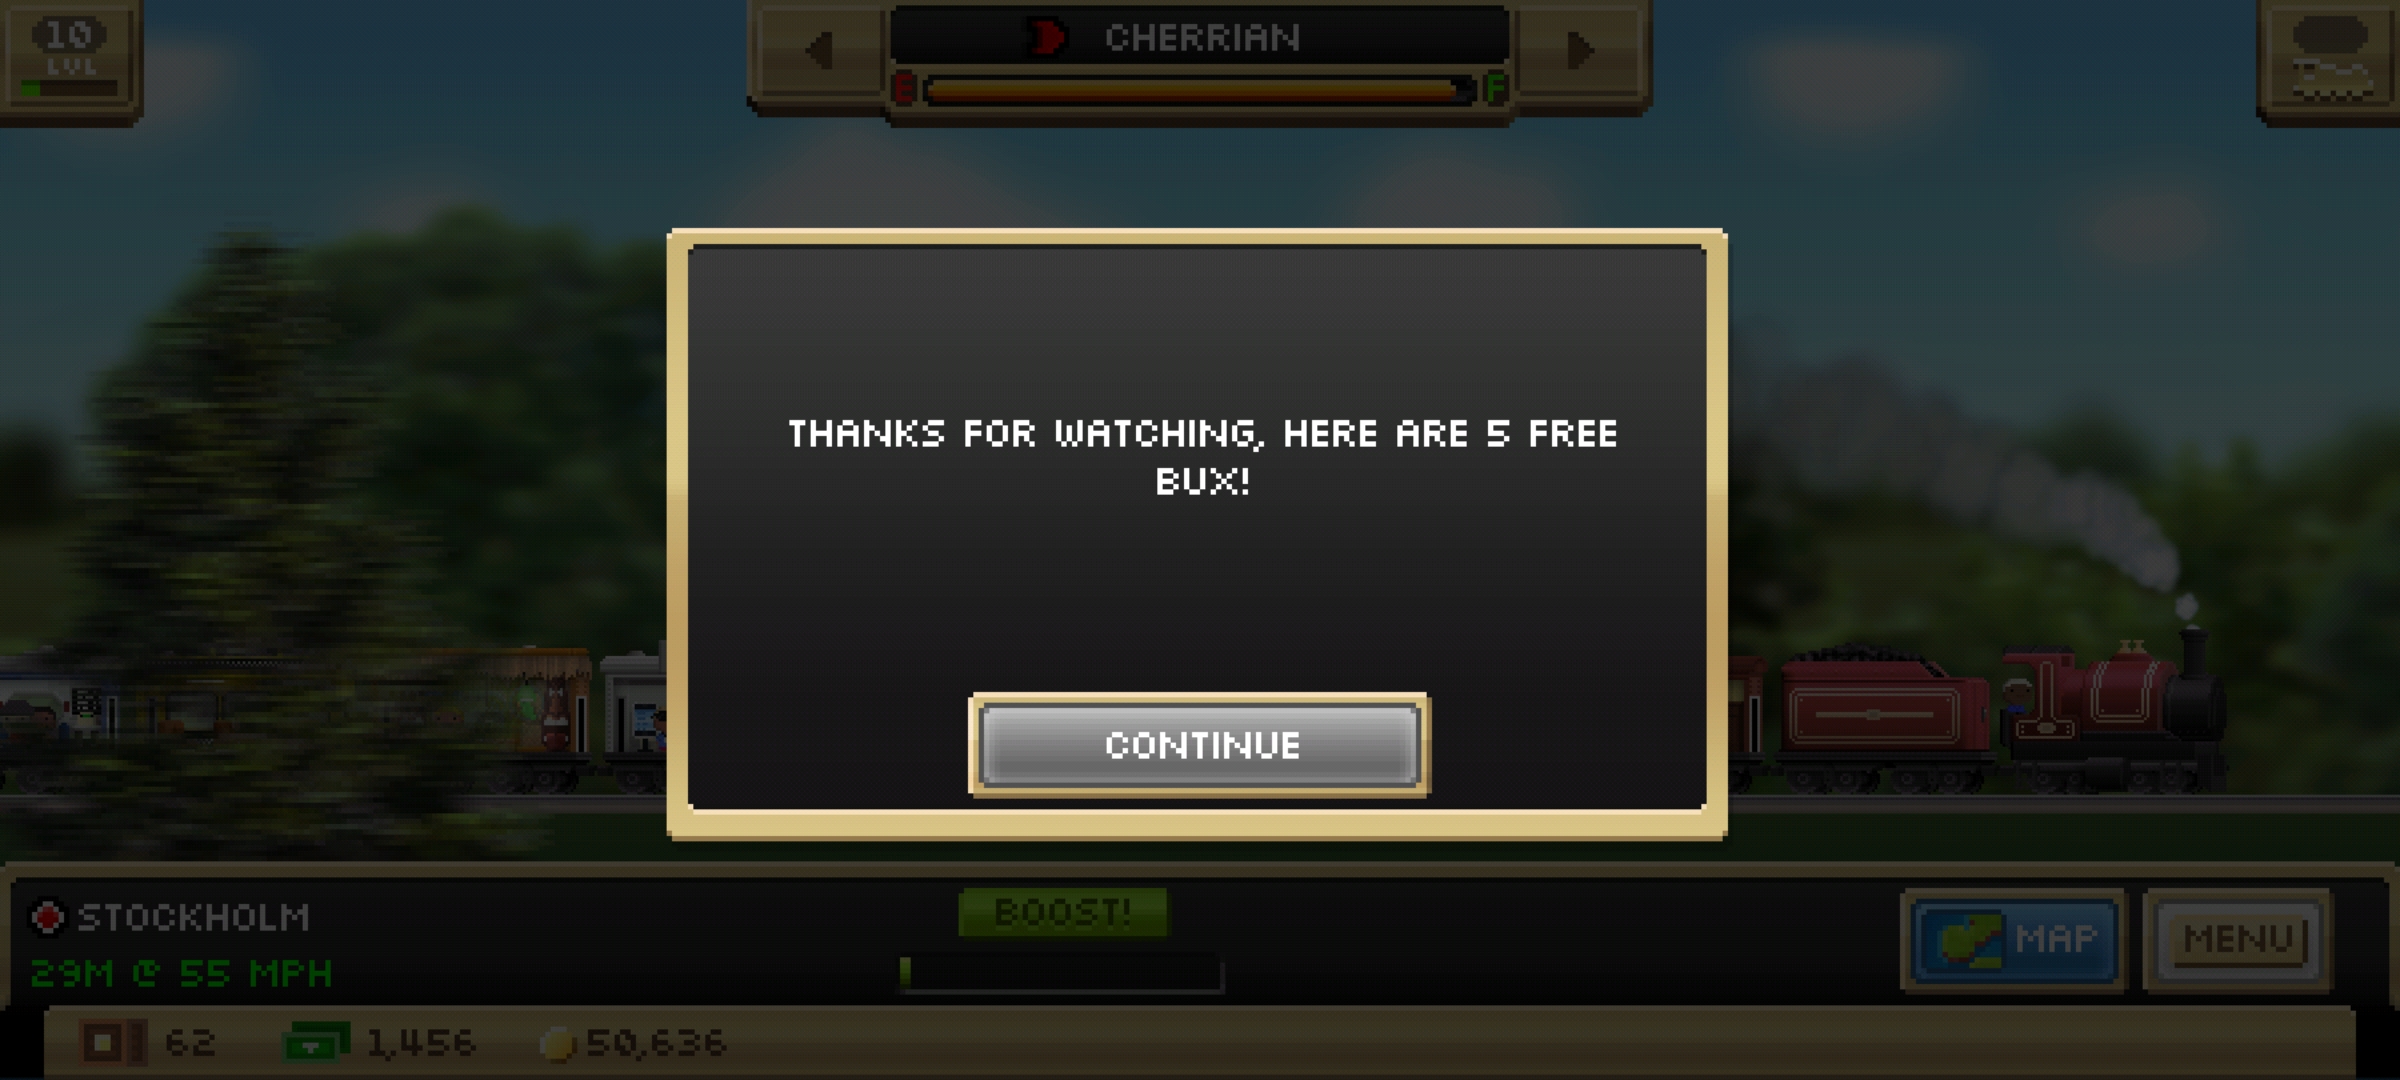 10
LVL
CHERRIAN
E F
THANKS FOR WATCHING, HERE ARE 5 FREE
BUX!
CONTINUE
STOCKHOLM
29M @ 55 MPH
BOOST!
MAP
MENU
62 1,456 50,636